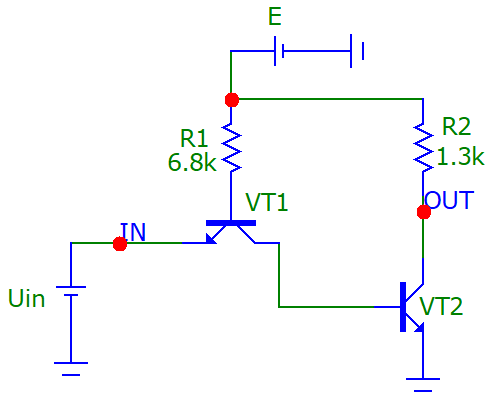 E
R1
6.8k
R2
1.3k
VT1
OUT
IN
Uin
VT2